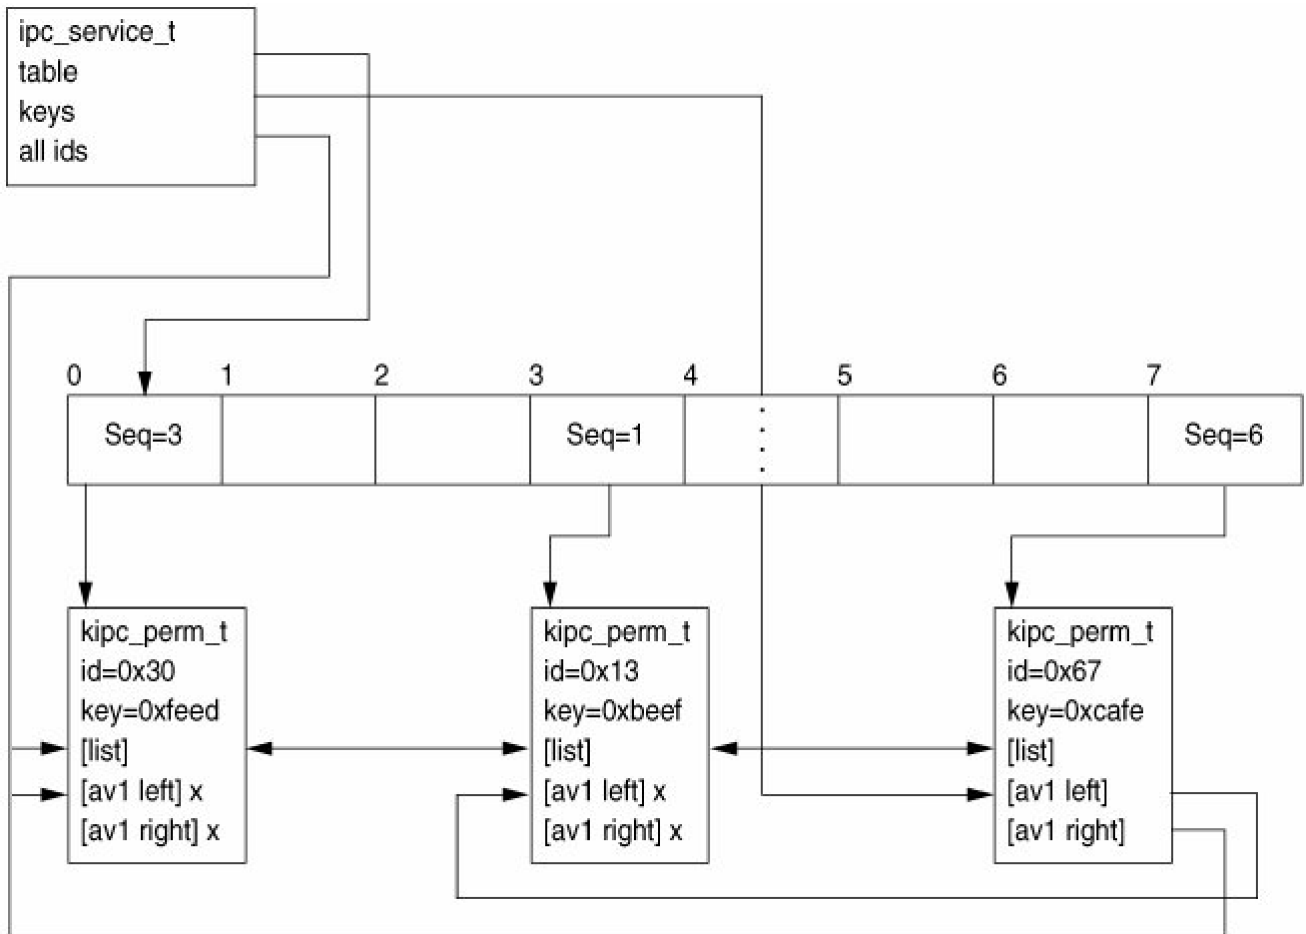 ipc_service_t
table
keys
all ids
0 1 2 3 4 5 6 7
Seq=3 Seq=1 Seq=6
kipc_perm_t
id=0x30
key=0xfeed
[list]
[av1 left] x
[av1 right] x
kipc_perm_t
id=0x13
key=0xbeef
[list]
[av1 left] x
[av1 right] x
kipc_perm_t
id=0x67
key=0xcafe
[list]
[av1 left]
[av1 right]